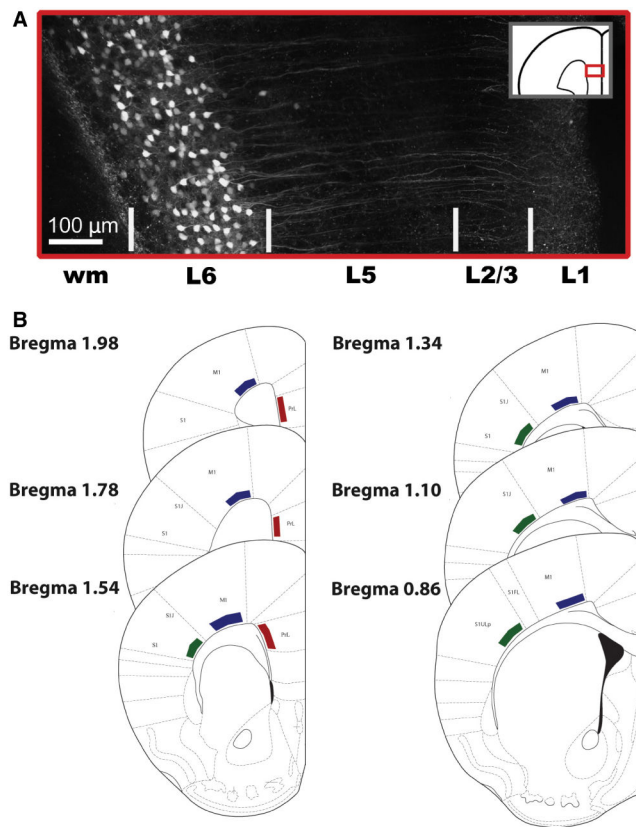 A
100 µm
wm L6 L5 L2/3 L1
B
Bregma 1.98
M1
S1
PrL
Bregma 1.34
M1
S1J
S1
Bregma 1.78
M1
S1J
S1
PrL
Bregma 1.10
M1
S1J
Bregma 1.54
M1
S1J
S1
PrL
Bregma 0.86
M1
S1FL
S1ULp